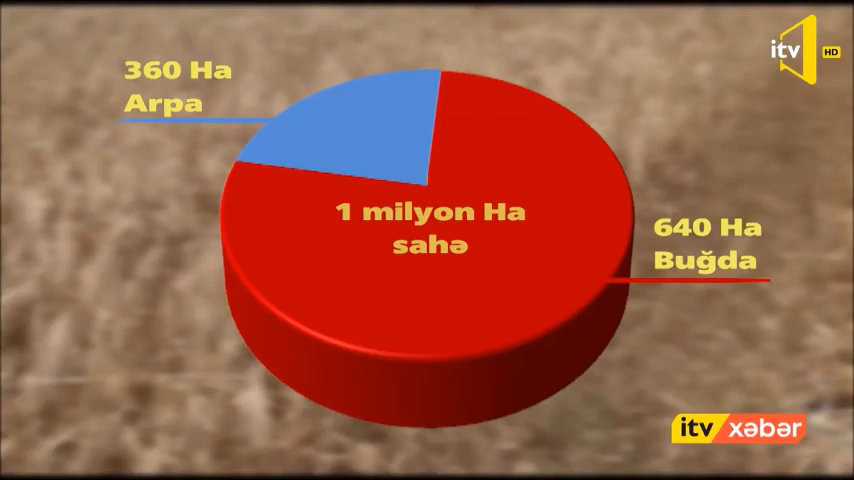 itv HD
360 Ha
Arpa
1 milyon Ha
sahə
640 Ha
Buğda
itv xəbər